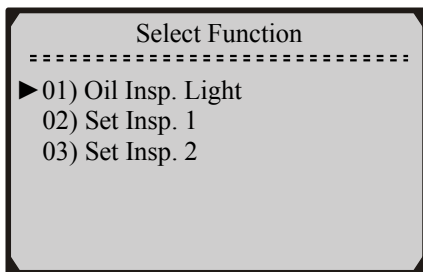 Select Function
►01) Oil Insp. Light
02) Set Insp. 1
03) Set Insp. 2